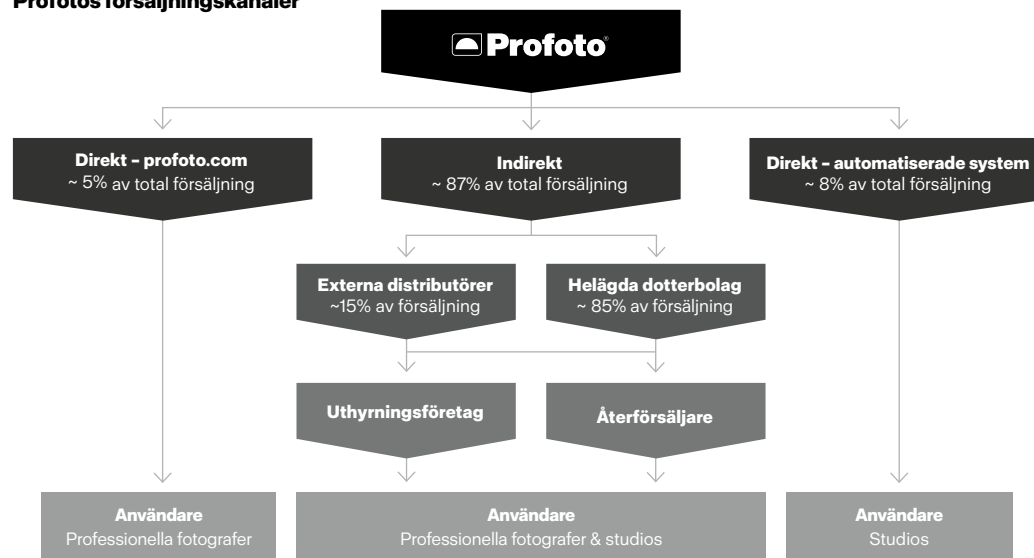 Profotos försäljningskanaler
Profoto®
Direkt – profoto.com
~ 5% av total försäljning
Indirekt
~ 87% av total försäljning
Direkt – automatiserade system
~ 8% av total försäljning
Externa distributörer
~15% av försäljning
Helägda dotterbolag
~ 85% av försäljning
Uthyrningsföretag
Återförsäljare
Användare
Professionella fotografer
Användare
Professionella fotografer & studios
Användare
Studios